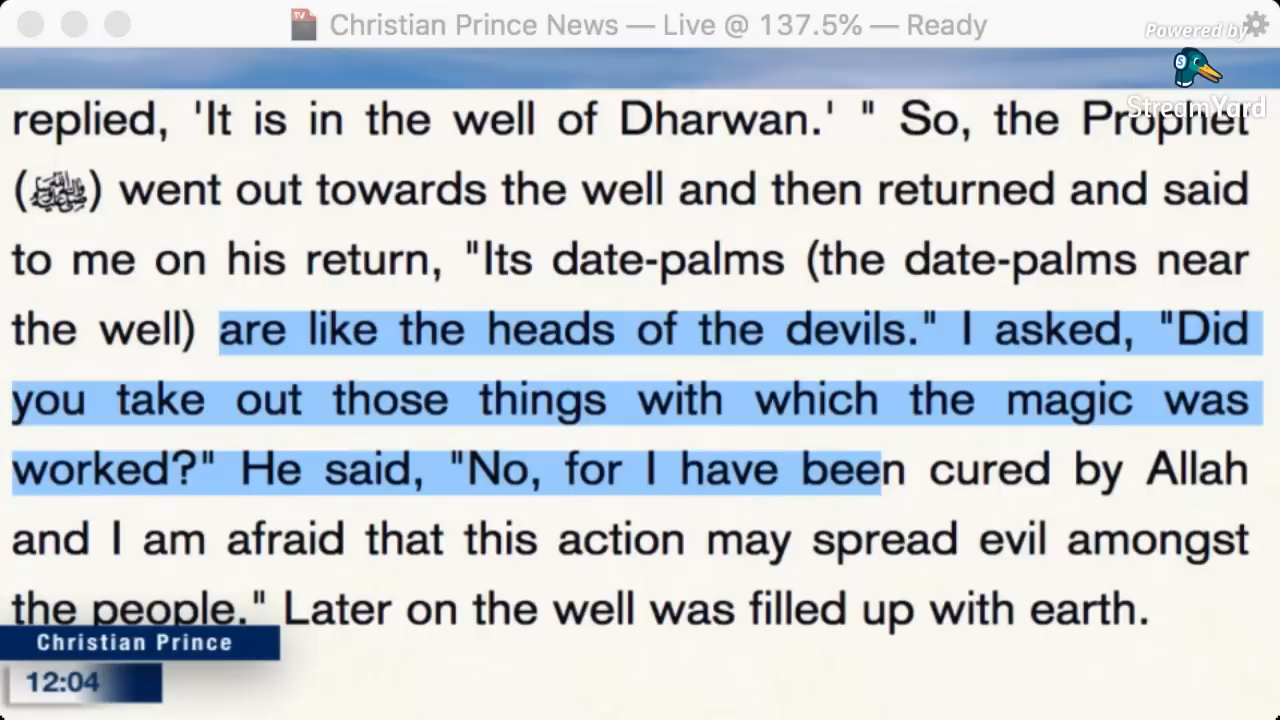 Christian Prince News — Live @ 137.5% — Ready
Powered by
StreamYard
replied, 'It is in the well of Dharwan.' " So, the Prophet
(ﷺ) went out towards the well and then returned and said
to me on his return, "Its date-palms (the date-palms near
the well) are like the heads of the devils." I asked, "Did
you take out those things with which the magic was
worked?" He said, "No, for I have been cured by Allah
and I am afraid that this action may spread evil amongst
the people." Later on the well was filled up with earth.
Christian Prince
12:04